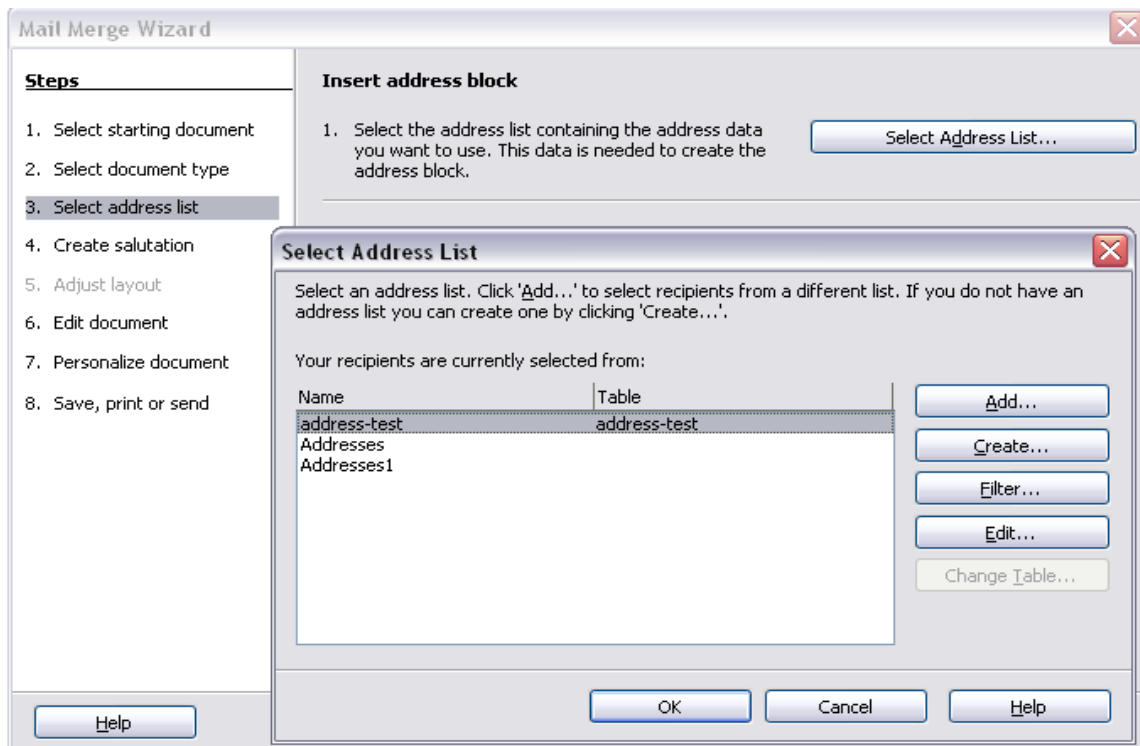 Mail Merge Wizard
Steps
1. Select starting document
2. Select document type
3. Select address list
4. Create salutation
5. Adjust layout
6. Edit document
7. Personalize document
8. Save, print or send
Help
Insert address block
1. Select the address list containing the address data
you want to use. This data is needed to create the
address block.
Select Address List...
Select Address List
Select an address list. Click 'Add...' to select recipients from a different list. If you do not have an
address list you can create one by clicking 'Create...'.
Your recipients are currently selected from:
Name Table
address-test address-test
Addresses
Addresses1
Add...
Create...
Filter...
Edit...
Change Table...
OK Cancel Help